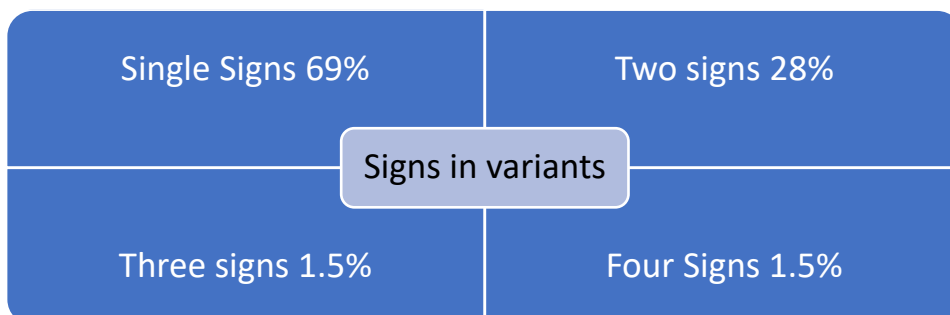 Single Signs 69%
Two signs 28%
Signs in variants
Three signs 1.5%
Four Signs 1.5%